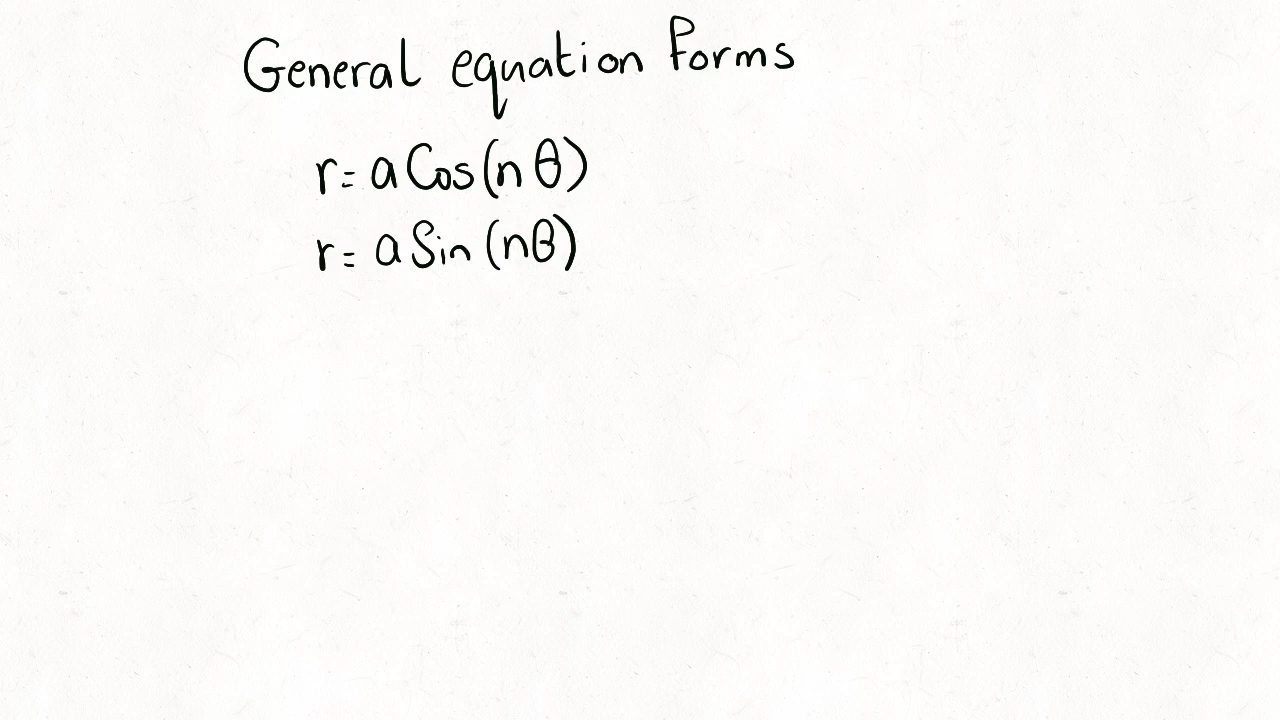 General equation forms
r= a Cos(nθ)
r= a Sin (nθ)